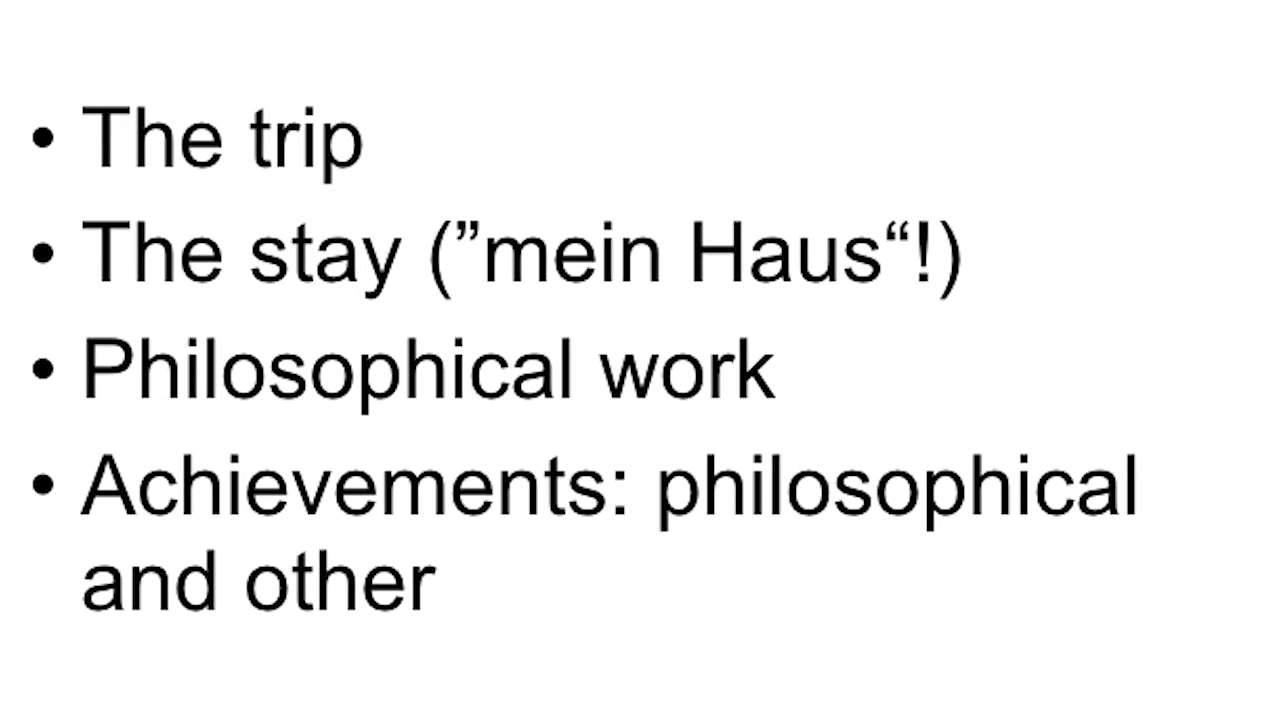 • The trip
• The stay (”mein Haus“!)
• Philosophical work
• Achievements: philosophical
and other